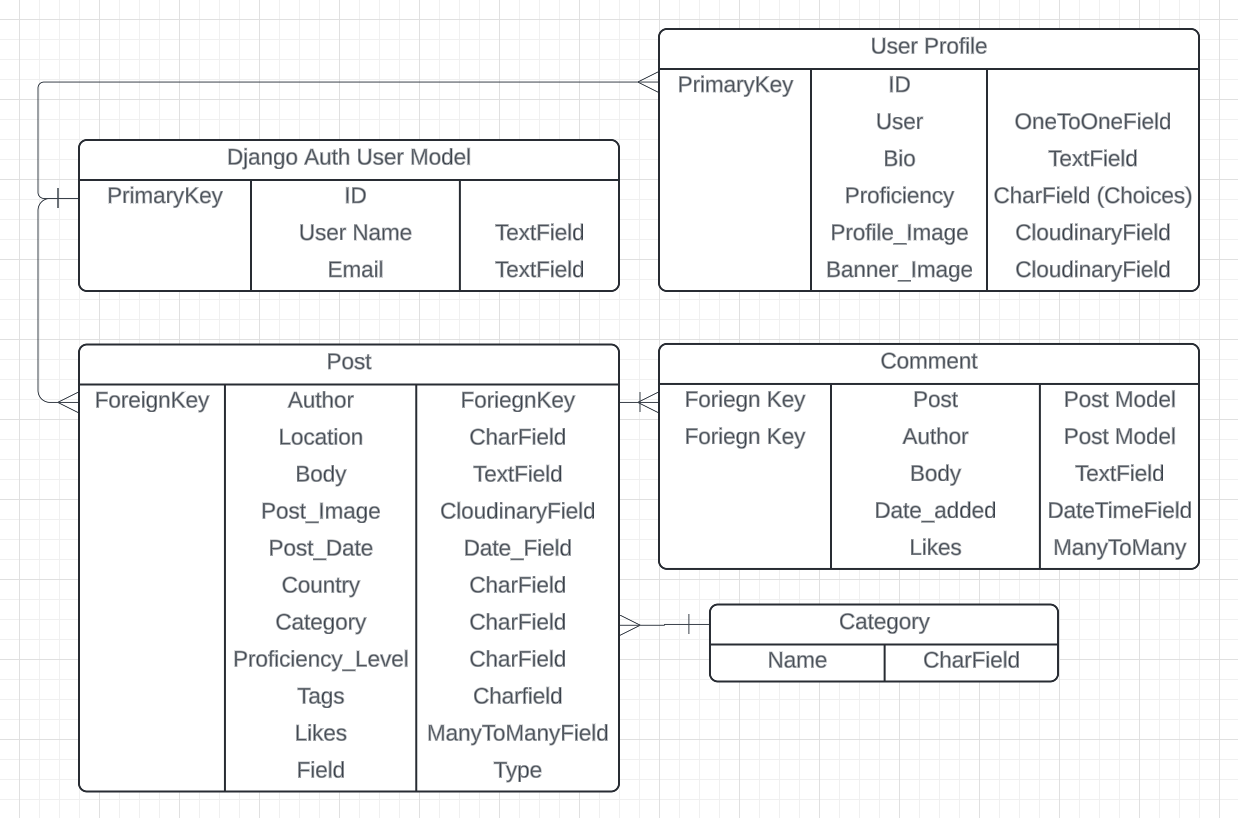 User Profile
PrimaryKey ID
User OneToOneField
Bio TextField
Proficiency CharField (Choices)
Profile_Image CloudinaryField
Banner_Image CloudinaryField
Django Auth User Model
PrimaryKey ID
User Name TextField
Email TextField
Post
ForeignKey Author ForiegnKey
Location CharField
Body TextField
Post_Image CloudinaryField
Post_Date Date_Field
Country CharField
Category CharField
Proficiency_Level CharField
Tags Charfield
Likes ManyToManyField
Field Type
Comment
Foriegn Key Post Post Model
Foriegn Key Author Post Model
Body TextField
Date_added DateTimeField
Likes ManyToMany
Category
Name CharField